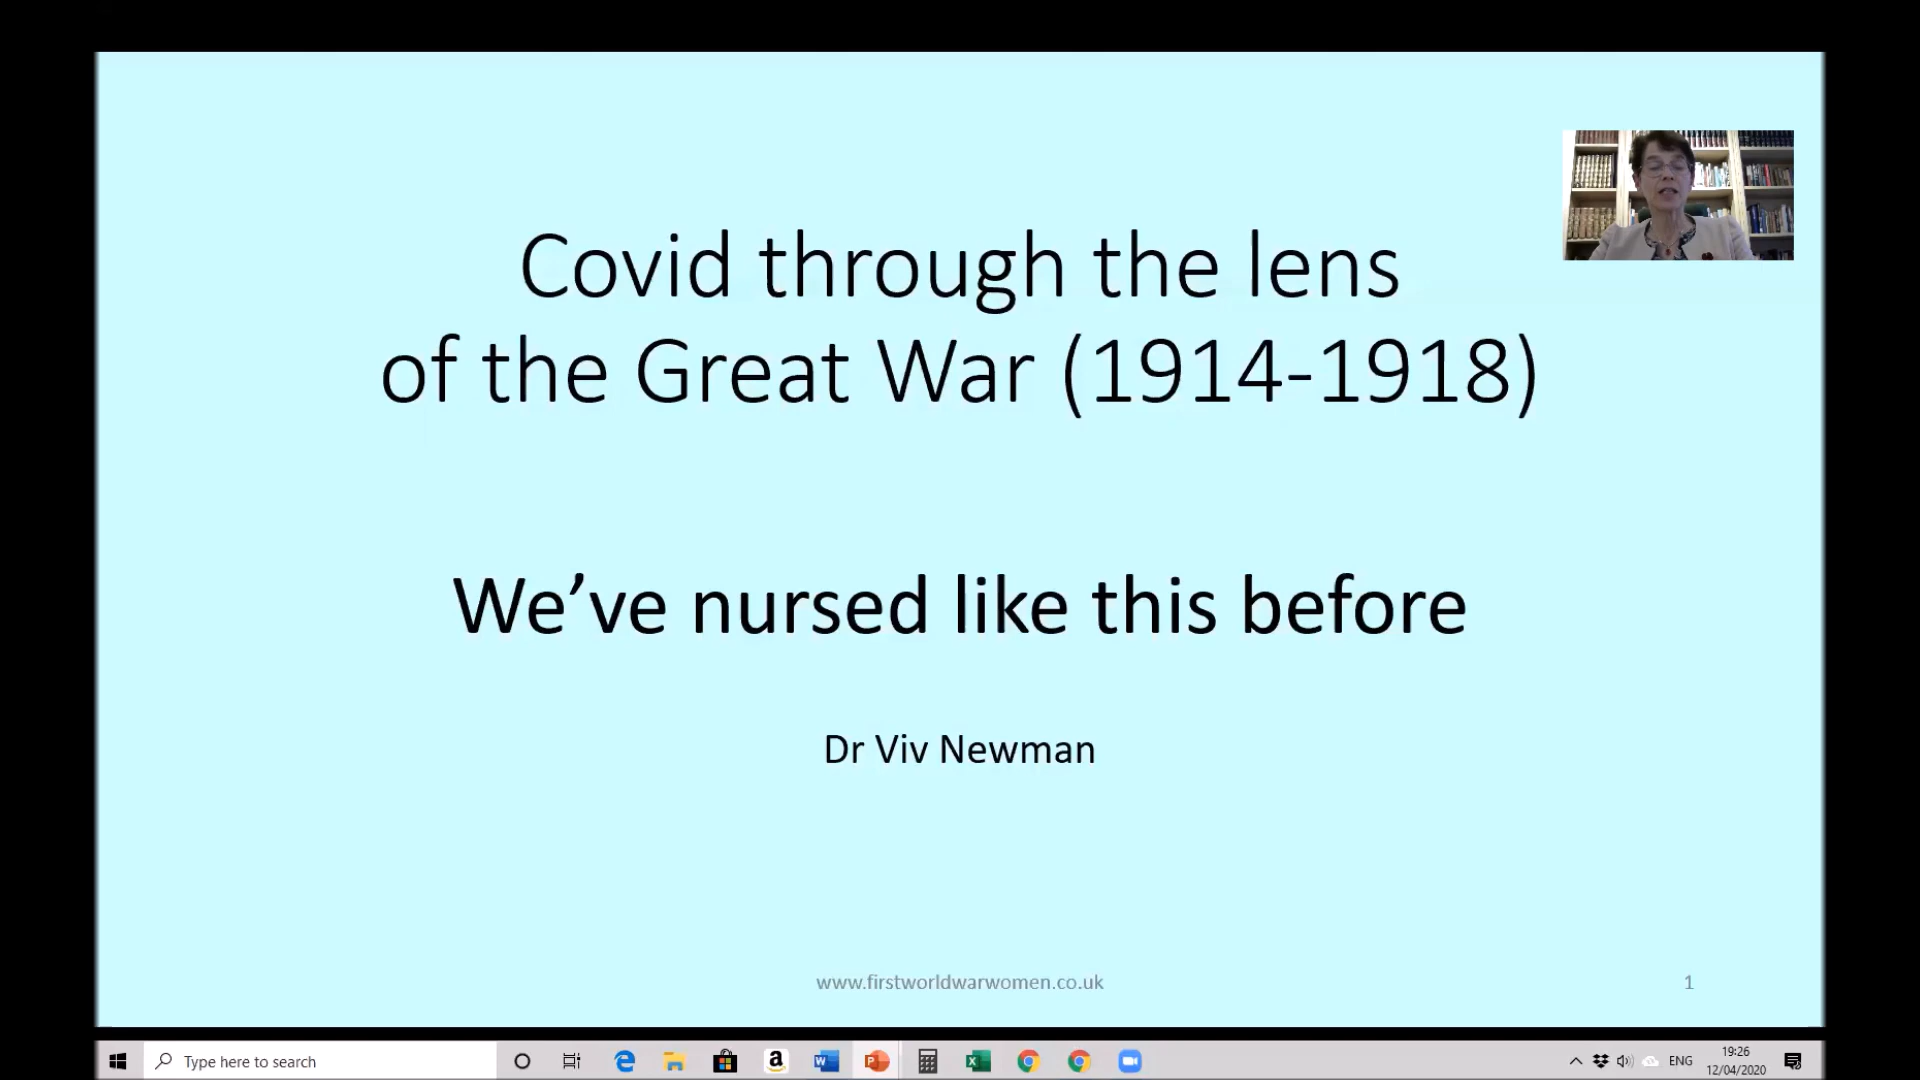 Covid through the lens
of the Great War (1914-1918)
We’ve nursed like this before
Dr Viv Newman
www.firstworldwarwomen.co.uk
1
Type here to search
ENG
19:26
12/04/2020